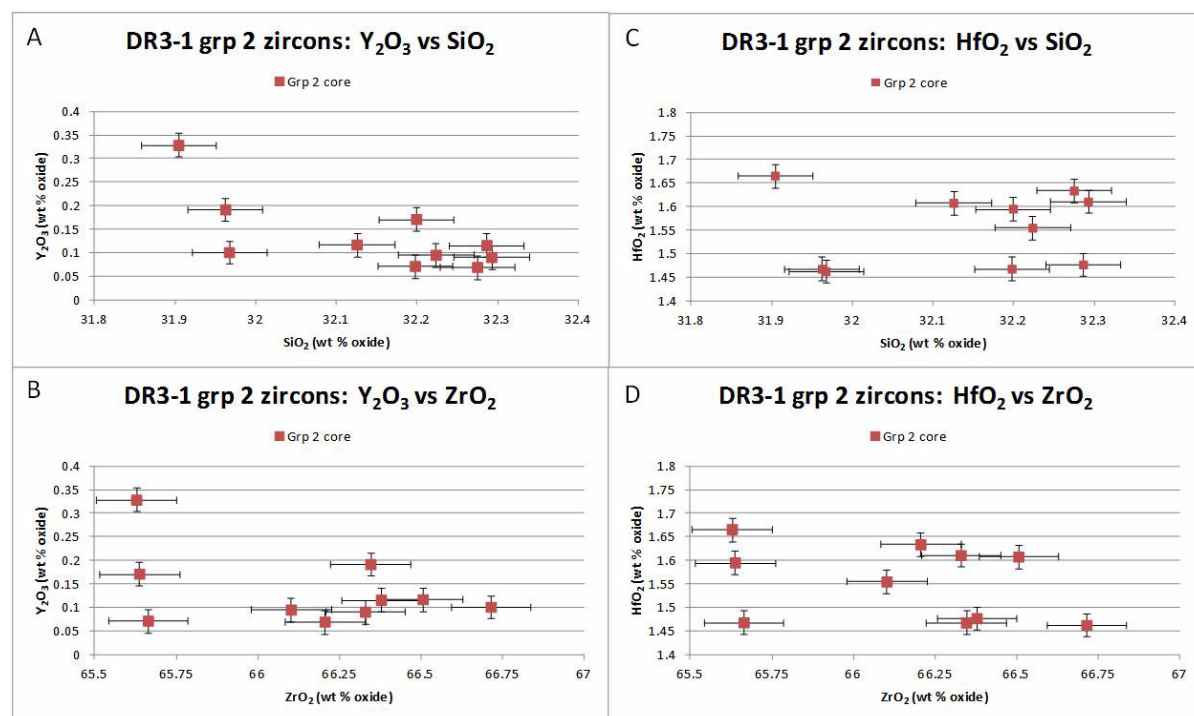 A
DR3-1 grp 2 zircons: Y₂O₃ vs SiO₂
Grp 2 core
Y₂O₃ (wt % oxide)
0.4
0.35
0.3
0.25
0.2
0.15
0.1
0.05
0
31.8 31.9 32 32.1 32.2 32.3 32.4
SiO₂ (wt % oxide)
C
DR3-1 grp 2 zircons: HfO₂ vs SiO₂
Grp 2 core
HfO₂ (wt % oxide)
1.8
1.75
1.7
1.65
1.6
1.55
1.5
1.45
1.4
31.8 31.9 32 32.1 32.2 32.3 32.4
SiO₂ (wt % oxide)
B
DR3-1 grp 2 zircons: Y₂O₃ vs ZrO₂
Grp 2 core
Y₂O₃ (wt % oxide)
0.4
0.35
0.3
0.25
0.2
0.15
0.1
0.05
0
65.5 65.75 66 66.25 66.5 66.75 67
ZrO₂ (wt % oxide)
D
DR3-1 grp 2 zircons: HfO₂ vs ZrO₂
Grp 2 core
HfO₂ (wt % oxide)
1.8
1.75
1.7
1.65
1.6
1.55
1.5
1.45
1.4
65.5 65.75 66 66.25 66.5 66.75 67
ZrO₂ (wt % oxide)